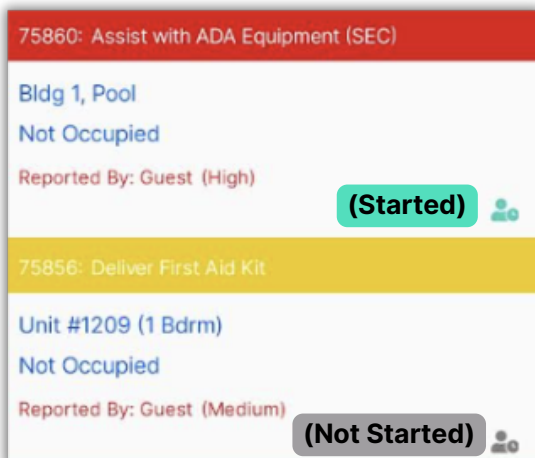 75860: Assist with ADA Equipment (SEC)
Bldg 1, Pool
Not Occupied
Reported By: Guest (High)
(Started)
75856: Deliver First Aid Kit
Unit #1209 (1 Bdrm)
Not Occupied
Reported By: Guest (Medium)
(Not Started)